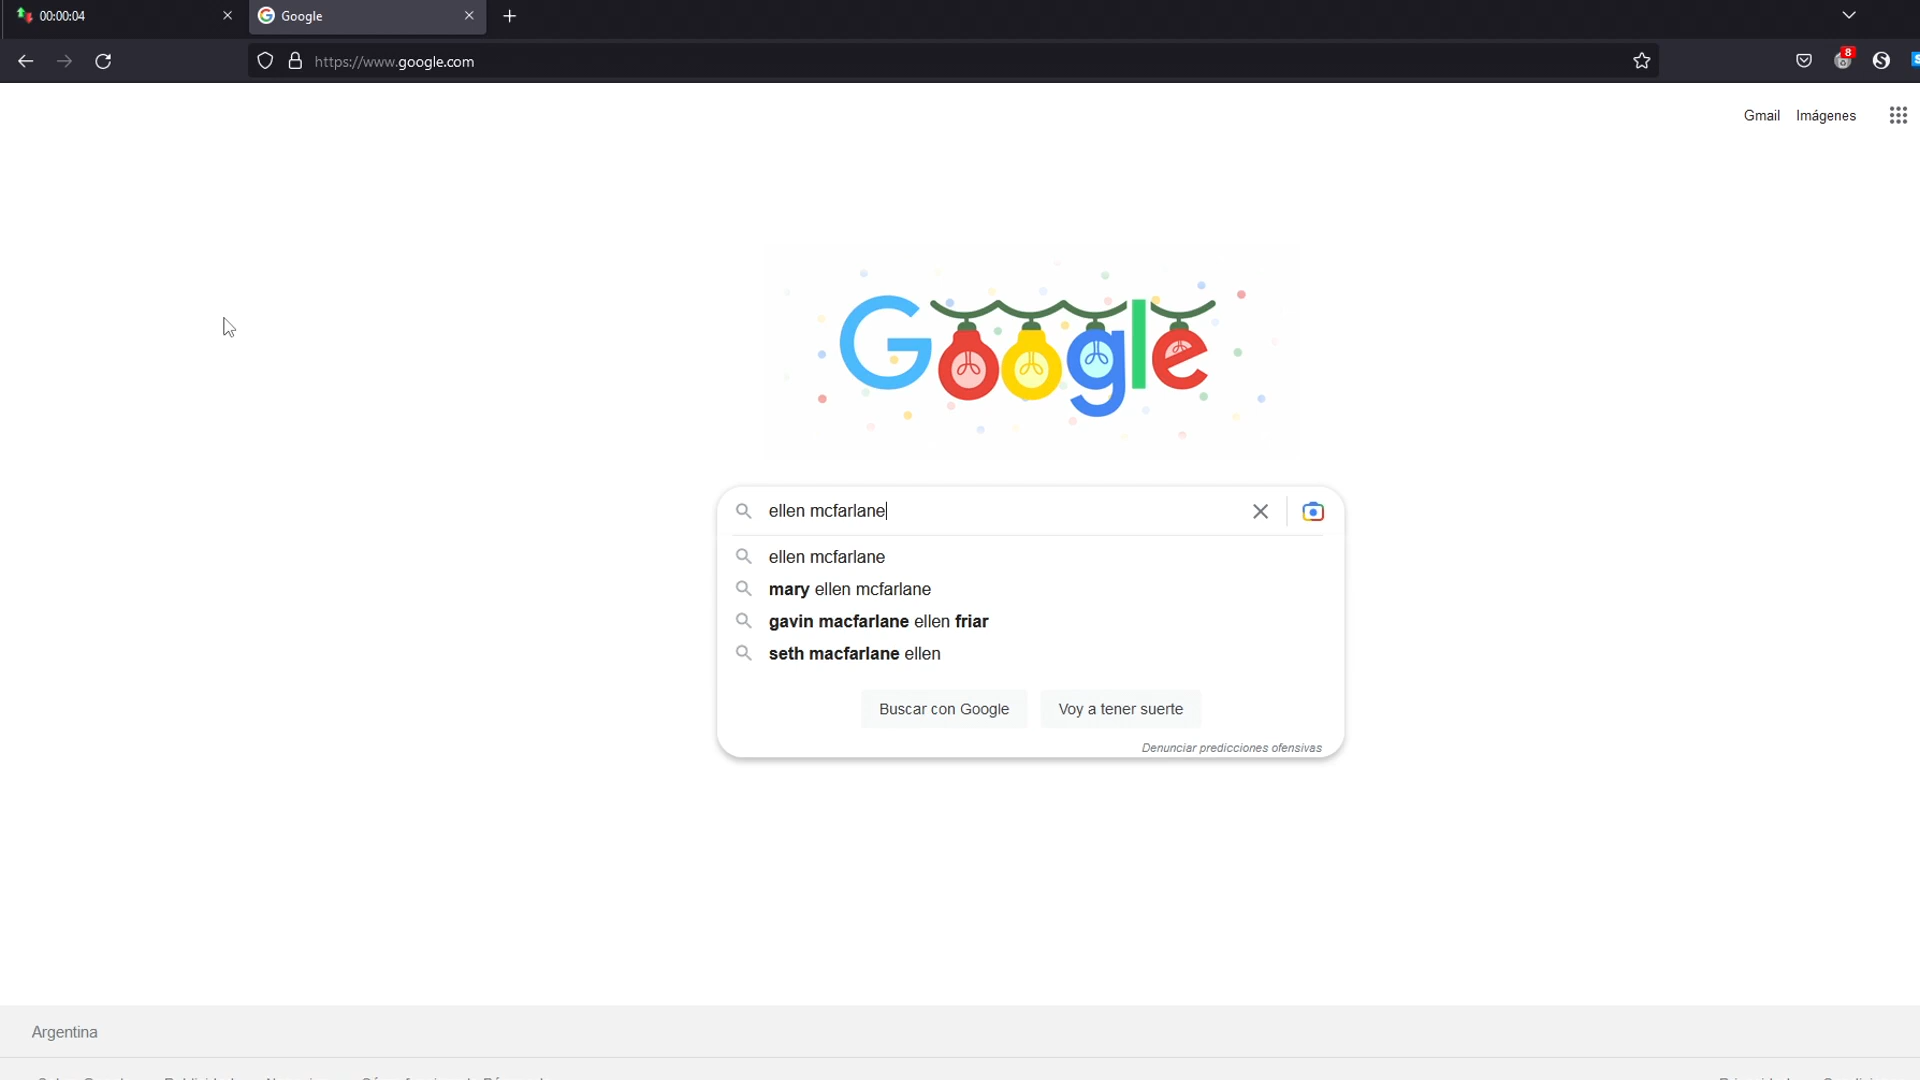 00:00:04
Google
https://www.google.com
8
Gmail Imágenes
Google
ellen mcfarlane
ellen mcfarlane
mary ellen mcfarlane
gavin macfarlane ellen friar
seth macfarlane ellen
Buscar con Google Voy a tener suerte
Denunciar predicciones ofensivas
Argentina